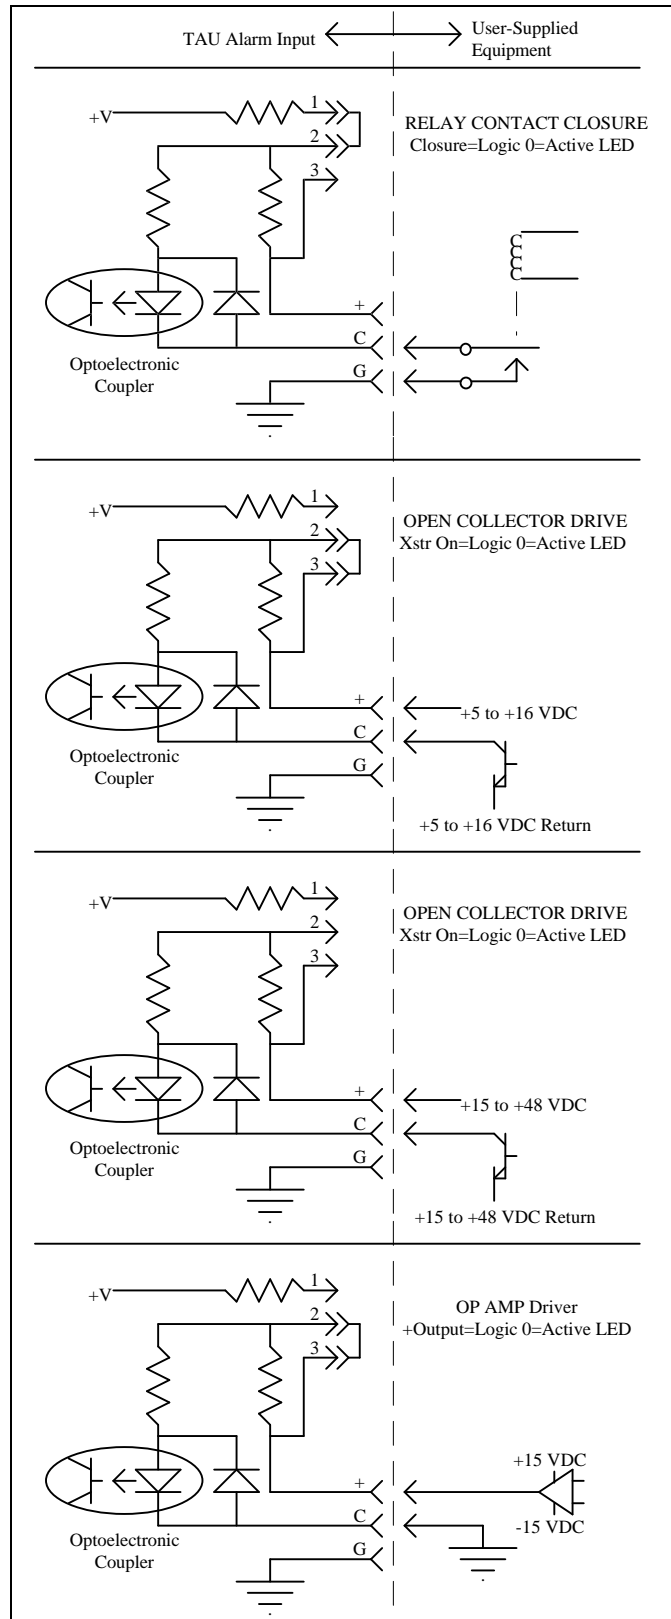 TAU Alarm Input
User-Supplied
Equipment
+V
1
2
3
RELAY CONTACT CLOSURE
Closure=Logic 0=Active LED
+
C
G
Optoelectronic
Coupler
+V
1
2
3
OPEN COLLECTOR DRIVE
Xstr On=Logic 0=Active LED
+
C
G
+5 to +16 VDC
Optoelectronic
Coupler
+5 to +16 VDC Return
+V
1
2
3
OPEN COLLECTOR DRIVE
Xstr On=Logic 0=Active LED
+
C
G
+15 to +48 VDC
Optoelectronic
Coupler
+15 to +48 VDC Return
+V
1
2
3
OP AMP Driver
+Output=Logic 0=Active LED
+
C
G
+15 VDC
-15 VDC
Optoelectronic
Coupler